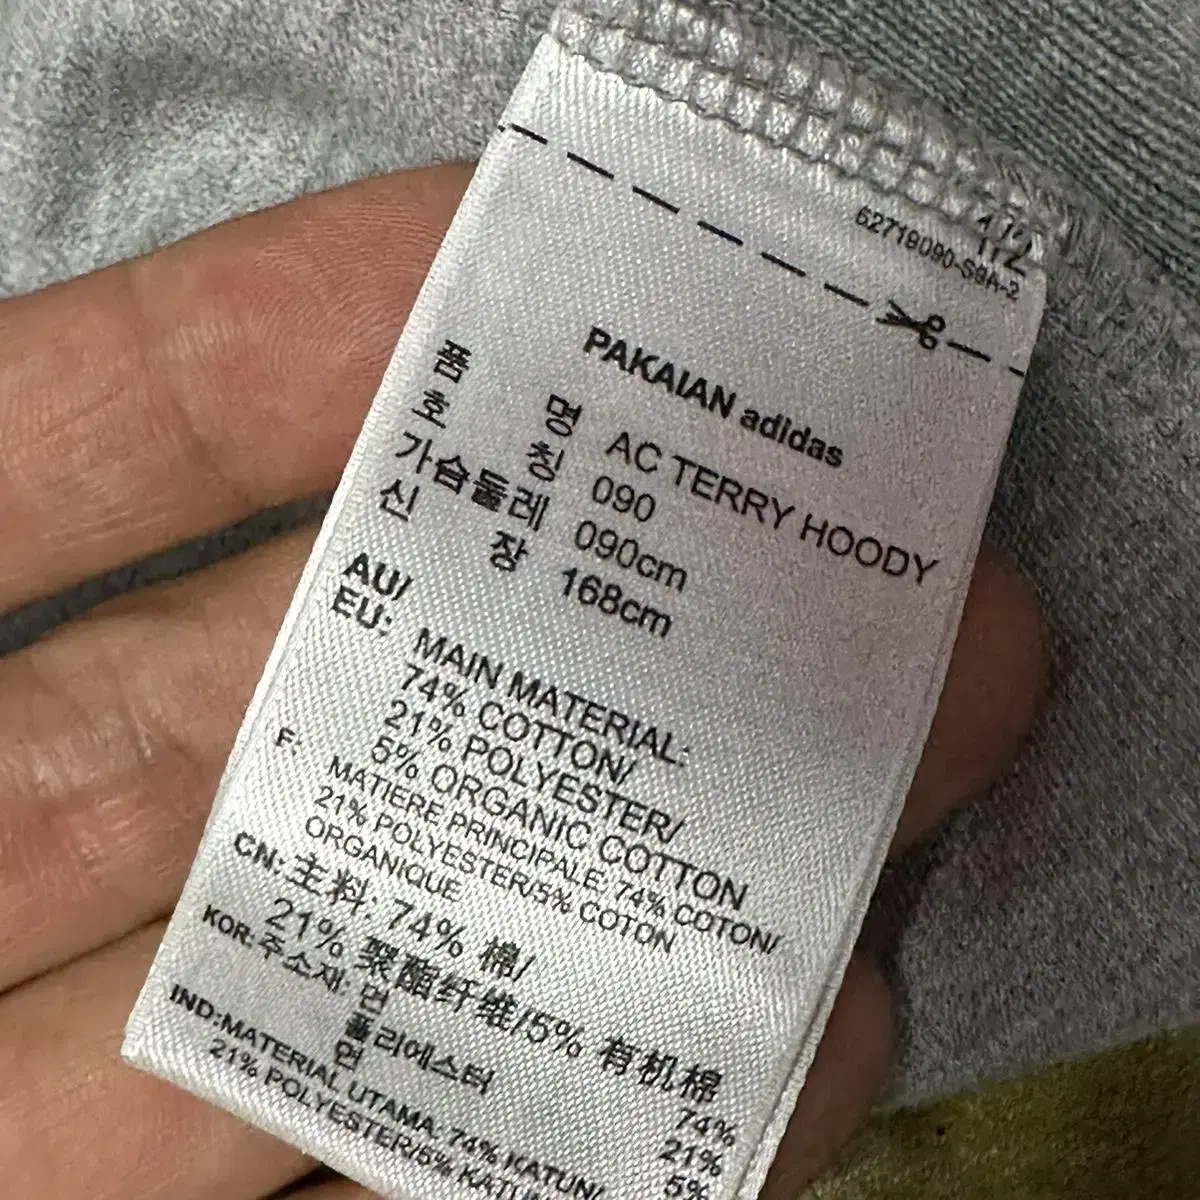 62719090-S9A-2
PAKAIAN adidas
품 명 AC TERRY HOODY
호 칭 090
가슴둘레 090cm
신 장 168cm
AU/
EU: MAIN MATERIAL:
74% COTTON/
21% POLYESTER/
5% ORGANIC COTTON
F: MATIERE PRINCIPALE: 74% COTON/
21% POLYESTER/5% COTON
ORGANIQUE
CN: 主料: 74% 棉/
21% 聚酯纤维/5% 有机棉
KOR: 주소재: 면 74%
폴리에스터 21%
면 5%
IND:MATERIAL UTAMA: 74% KATUN/
21% POLYESTER/5% KATUN